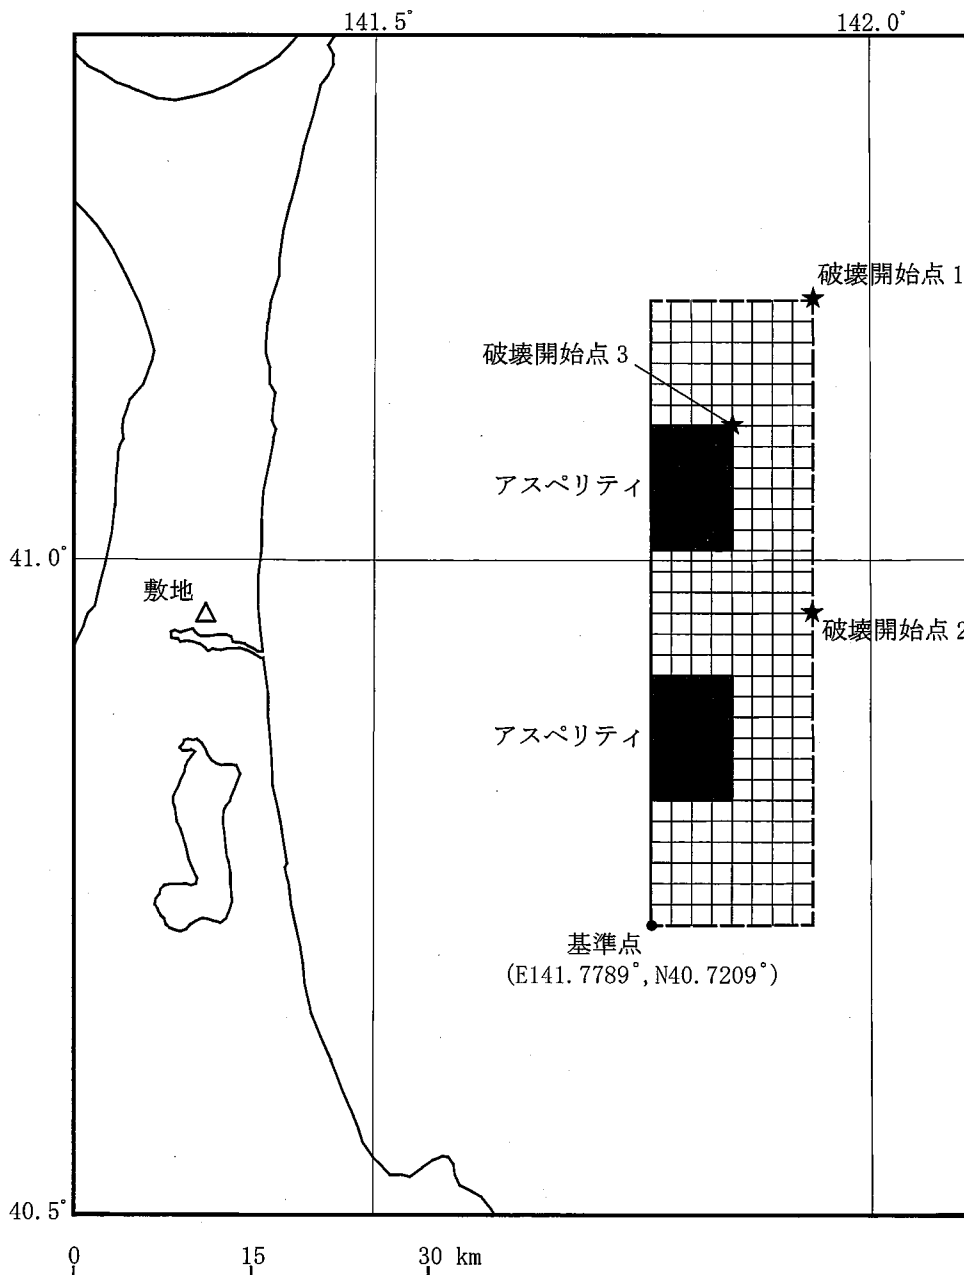 141.5°
142.0°
破壊開始点 1
破壊開始点 3
アスペリティ
41.0°
敷地
破壊開始点 2
アスペリティ
基準点
(E141.7789°, N40.7209°)
40.5°
0 15 30 km